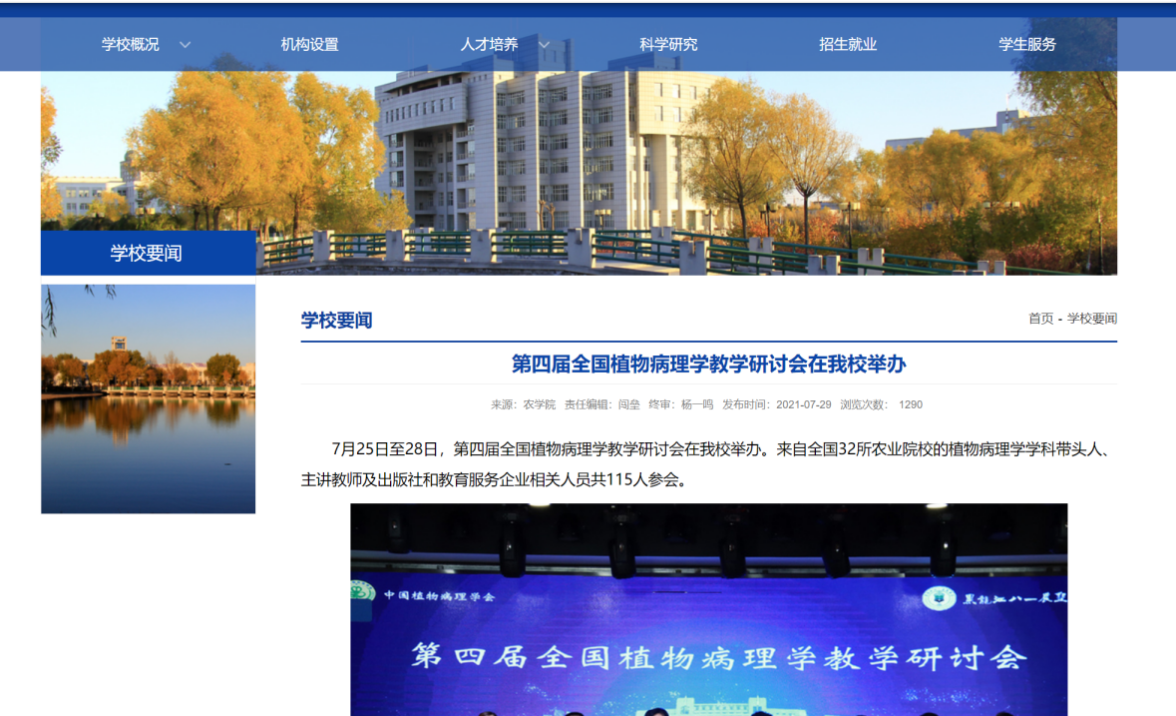 学校概况
机构设置
人才培养
科学研究
招生就业
学生服务
学校要闻
学校要闻
首页 - 学校要闻
第四届全国植物病理学教学研讨会在我校举办
来源：农学院 责任编辑：闯垒 终审：杨一鸣 发布时间：2021-07-29 浏览次数： 1290
7月25日至28日，第四届全国植物病理学教学研讨会在我校举办。来自全国32所农业院校的植物病理学学科带头人、
主讲教师及出版社和教育服务企业相关人员共115人参会。
中国植物病理学会
黑龙江八一农垦
第四届全国植物病理学教学研讨会